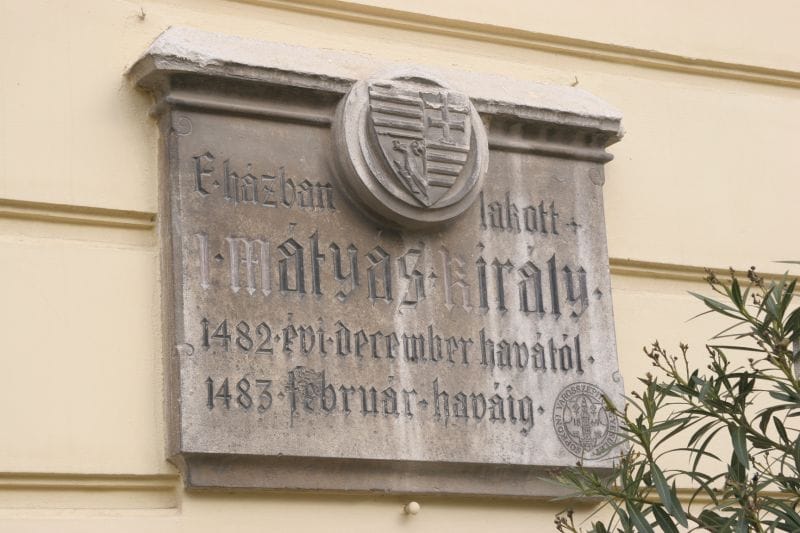 E·házban lakott +
I·Mátyás·Király·
1482·évi·december·havától·
1483·február·haváig·